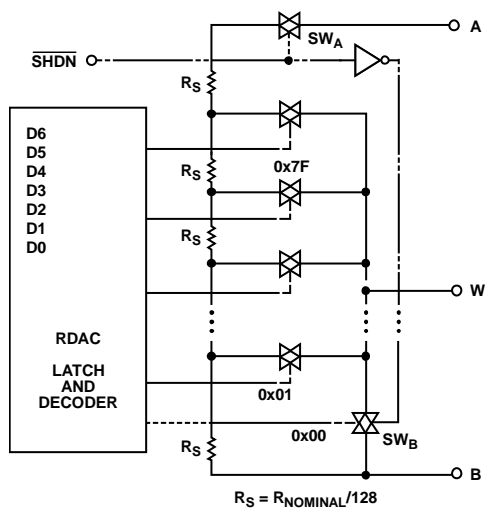 A
SW_A
SHDN
R_S
D6
D5
D4
D3
D2
D1
D0
0x7F
R_S
R_S
W
RDAC
LATCH
AND
DECODER
0x01
0x00
SW_B
R_S
B
R_S = R_NOMINAL/128